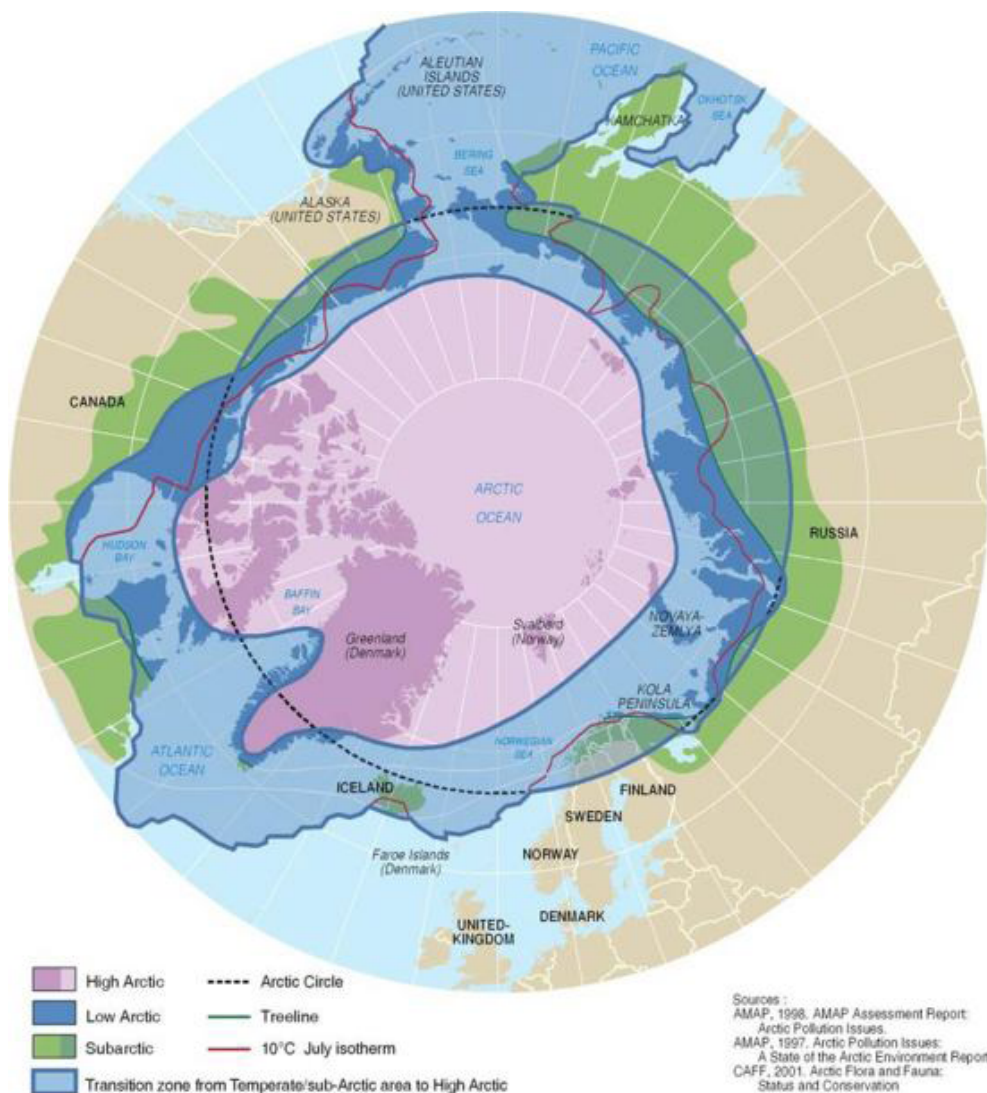 ALEUTIAN
ISLANDS
(UNITED STATES)
PACIFIC
OCEAN
OKHOTSK
SEA
KAMCHATKA
BERING
SEA
ALASKA
(UNITED STATES)
CANADA
ARCTIC
OCEAN
RUSSIA
HUDSON
BAY
BAFFIN
BAY
Greenland
(Denmark)
Svalbard
(Norway)
NOVAYA-
ZEMLYA
KOLA
PENINSULA
NORWEGIAN
SEA
ATLANTIC
OCEAN
ICELAND
FINLAND
SWEDEN
Faroe Islands
(Denmark)
NORWAY
DENMARK
UNITED-
KINGDOM
High Arctic
Arctic Circle
Low Arctic
Treeline
Subarctic
10°C July isotherm
Transition zone from Temperate/sub-Arctic area to High Arctic
Sources :
AMAP, 1998. AMAP Assessment Report:
Arctic Pollution Issues.
AMAP, 1997. Arctic Pollution Issues:
A State of the Arctic Environment Report
CAFF, 2001. Arctic Flora and Fauna:
Status and Conservation